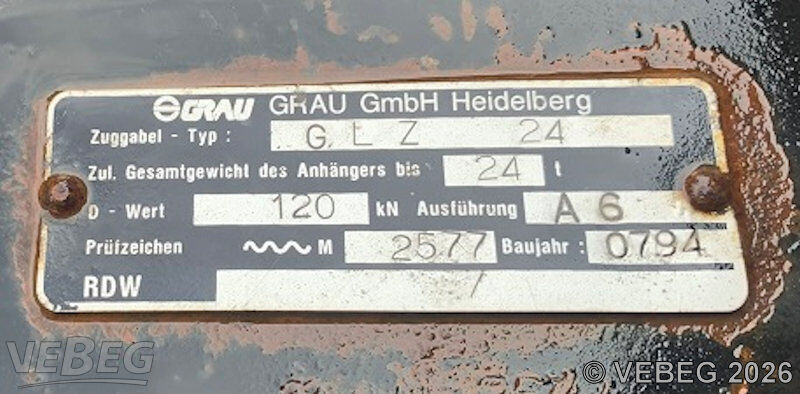 GRAU GRAU GmbH Heidelberg
Zuggabel - Typ : GLZ 24
Zul. Gesamtgewicht des Anhängers bis 24 t
D - Wert 120 kN Ausführung A 6
Prüfzeichen M 2577 Baujahr : 0794
RDW /
VEBEG © VEBEG 2026